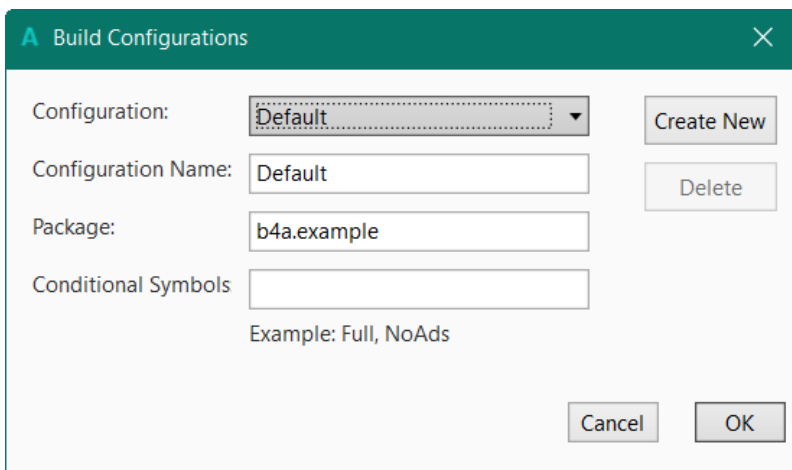 A Build Configurations
Configuration: Default Create New
Configuration Name: Default Delete
Package: b4a.example
Conditional Symbols
Example: Full, NoAds
Cancel OK